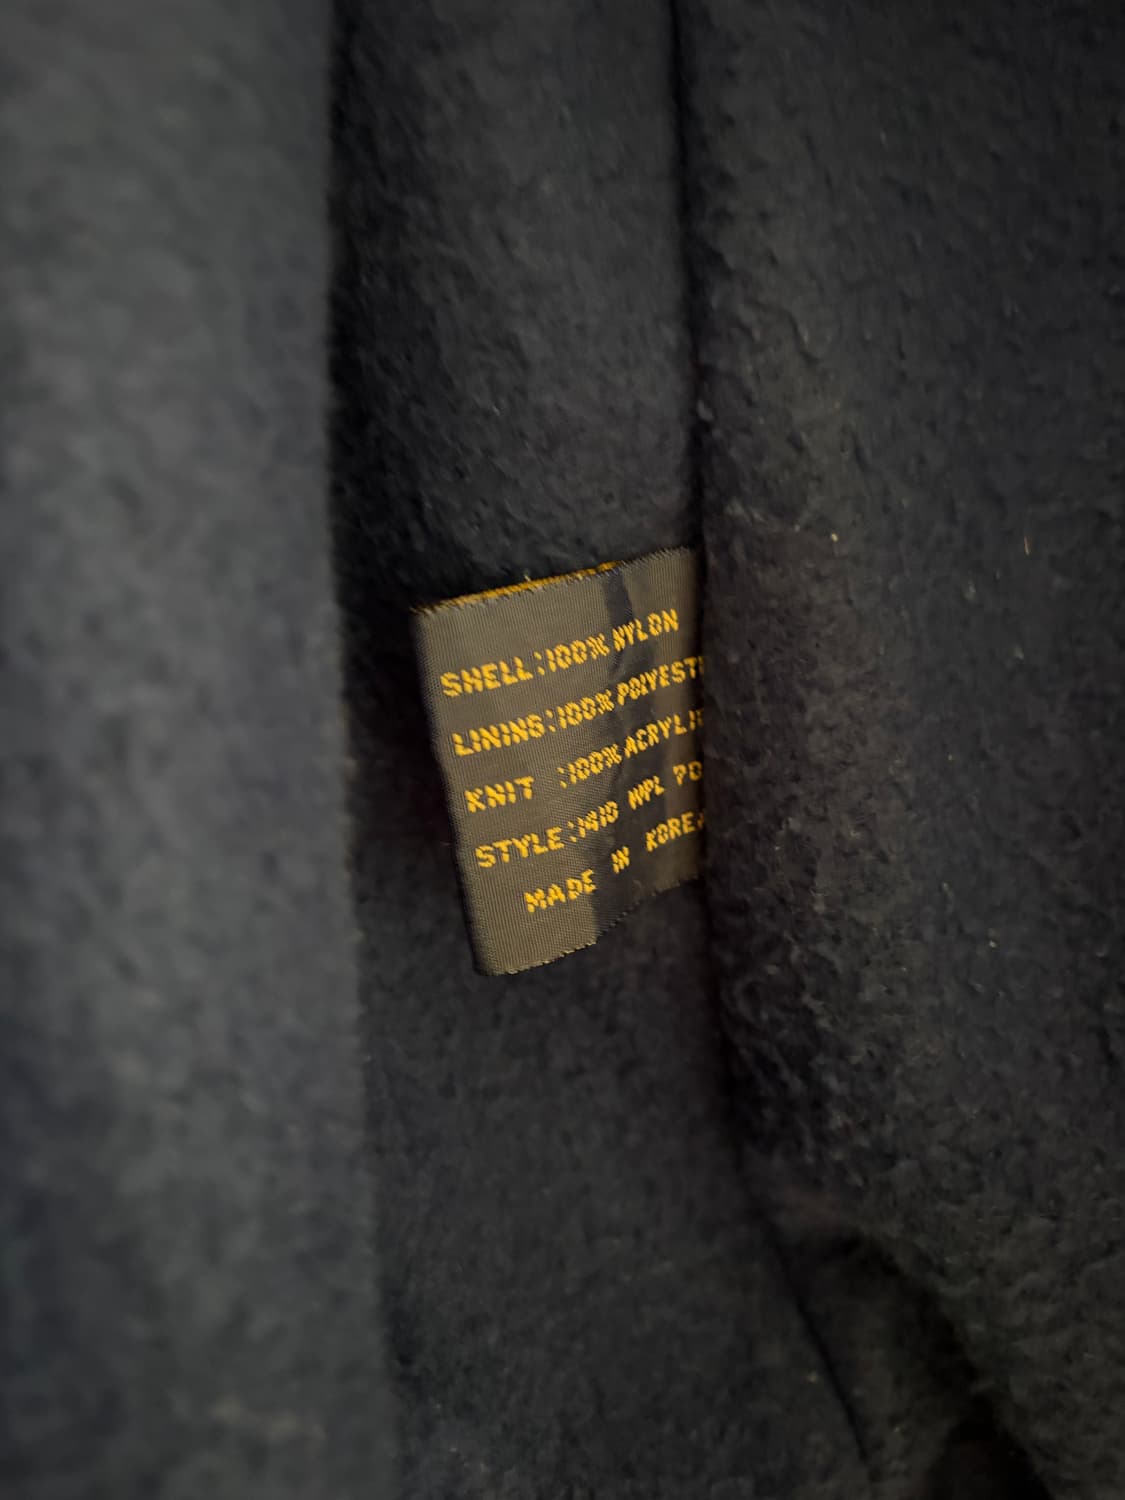 SHELL:100% NYLON
LINING:100% POLYEST
KNIT :100% ACRYLI
STYLE:1410 WPL PO
MADE IN KOREA